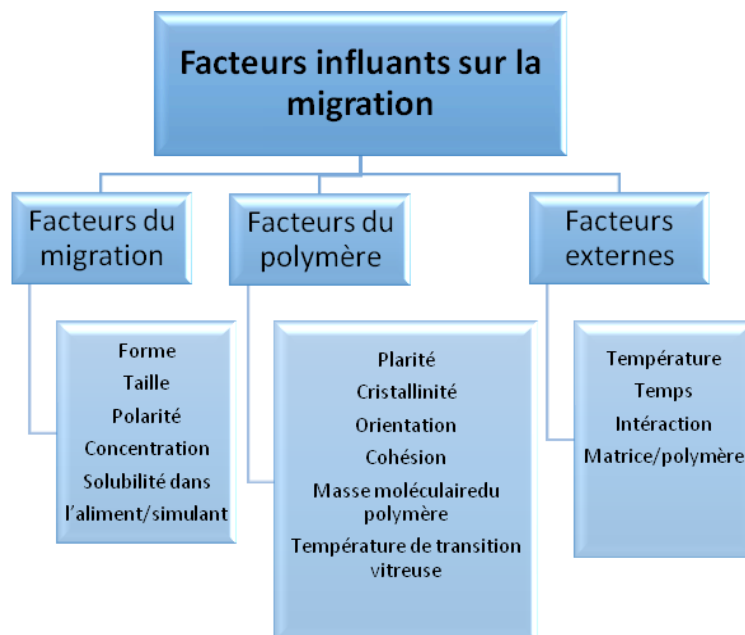 Facteurs influants sur la
migration
Facteurs du
migration
Facteurs du
polymère
Facteurs
externes
Forme
Taille
Polarité
Concentration
Solubilité dans
l'aliment/simulant
Plarité
Cristallinité
Orientation
Cohésion
Masse moléculairedu
polymère
Température de transition
vitreuse
Température
Temps
Intéraction
Matrice/polymère